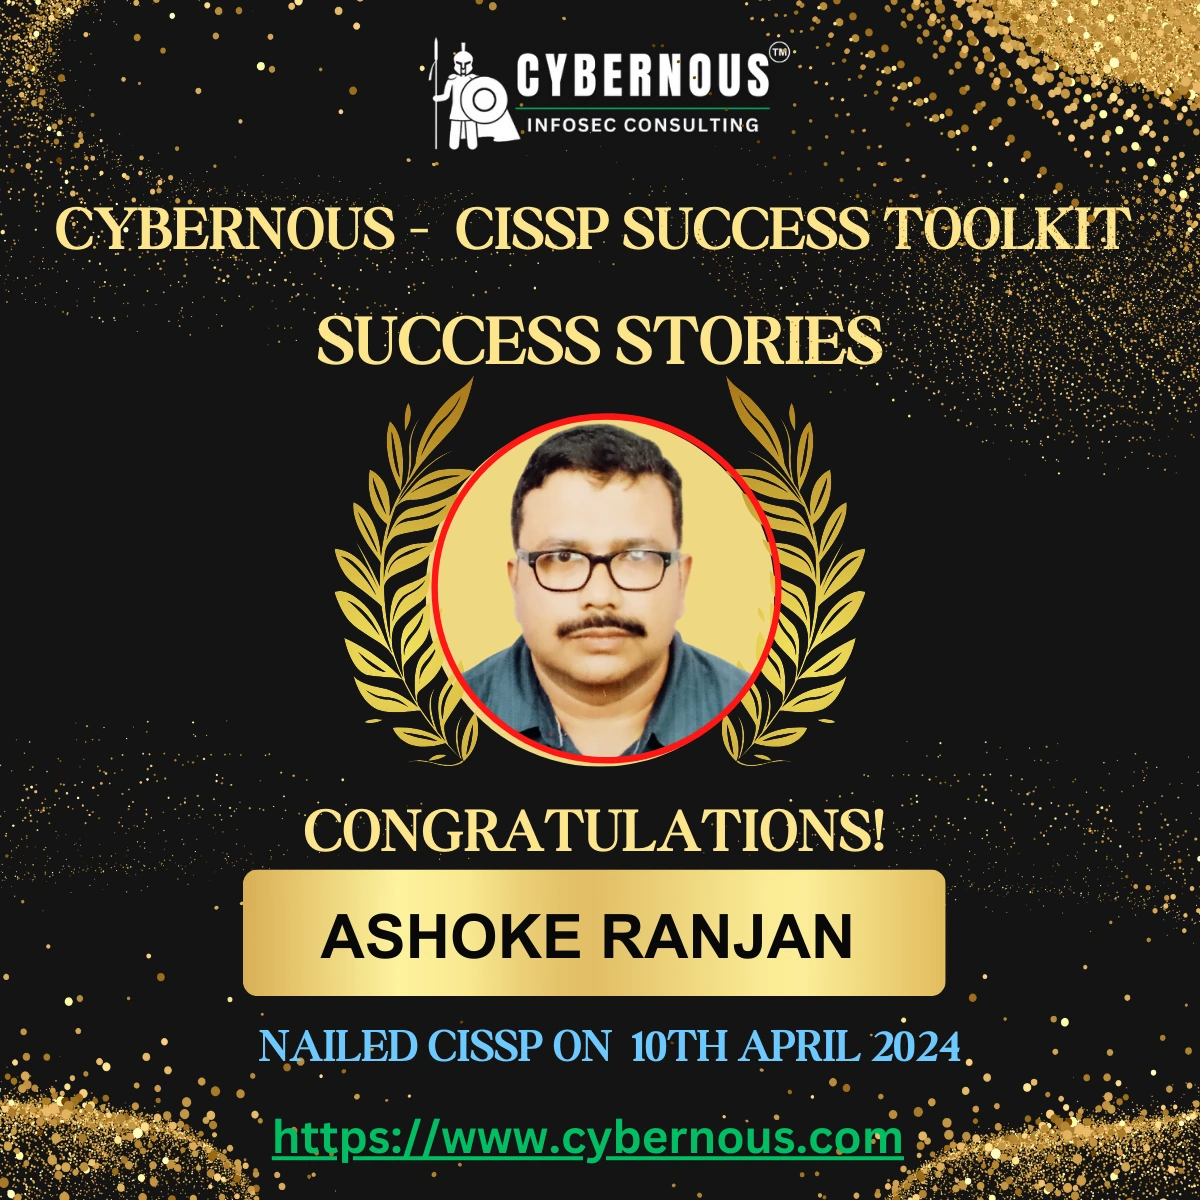 CYBERNOUS™
INFOSEC CONSULTING
CYBERNOUS - CISSP SUCCESS TOOLKIT
SUCCESS STORIES
CONGRATULATIONS!
ASHOKE RANJAN
NAILED CISSP ON 10TH APRIL 2024
https://www.cybernous.com